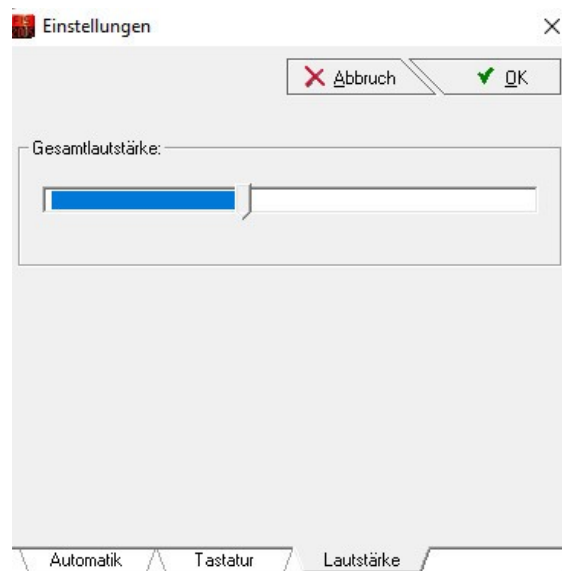 Einstellungen
Abbruch
OK
Gesamtlautstärke:
Automatik
Tastatur
Lautstärke